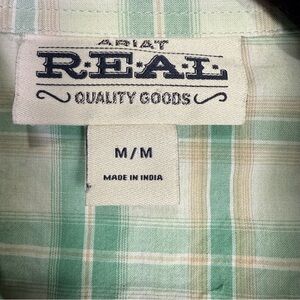 ARIAT
R·E·A·L
QUALITY GOODS
M/M
MADE IN INDIA